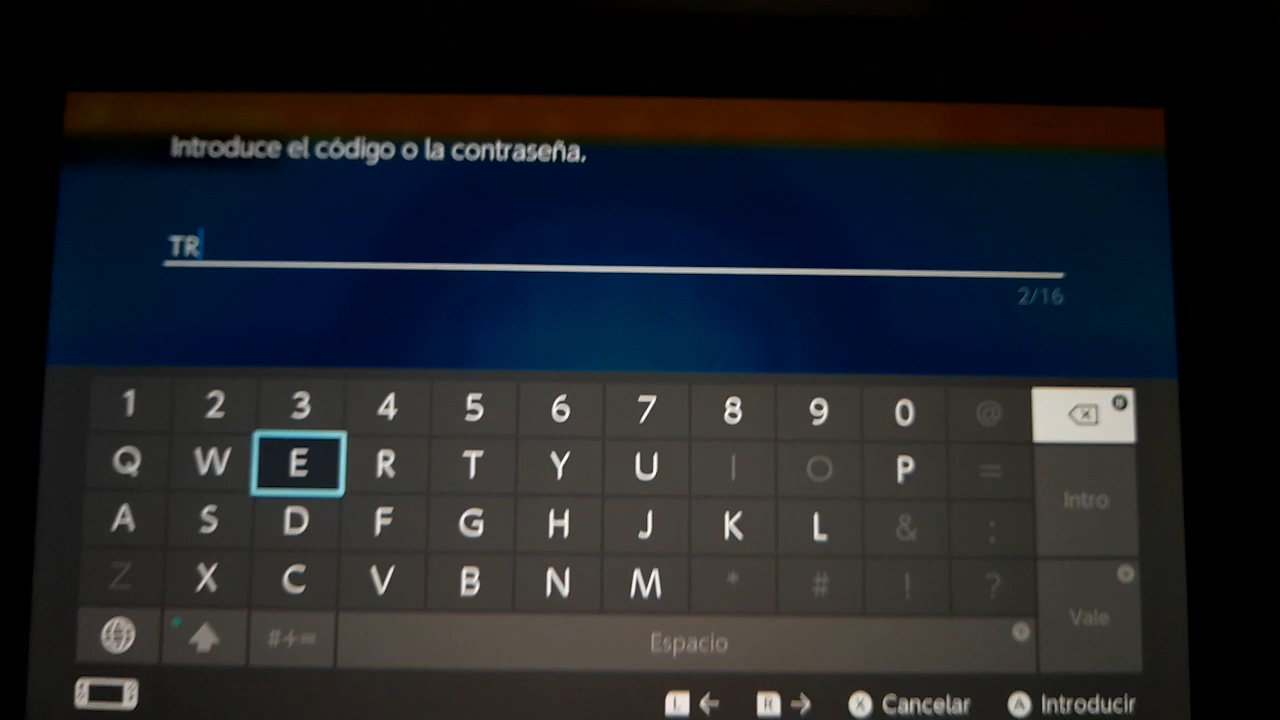 Introduce el código o la contraseña.
TR
2/16
1 2 3 4 5 6 7 8 9 0 @
Q W E R T Y U I O P =
Intro
A S D F G H J K L & ;
Z X C V B N M * # ! ?
Vale
#+= Espacio
L ← R → X Cancelar A Introducir